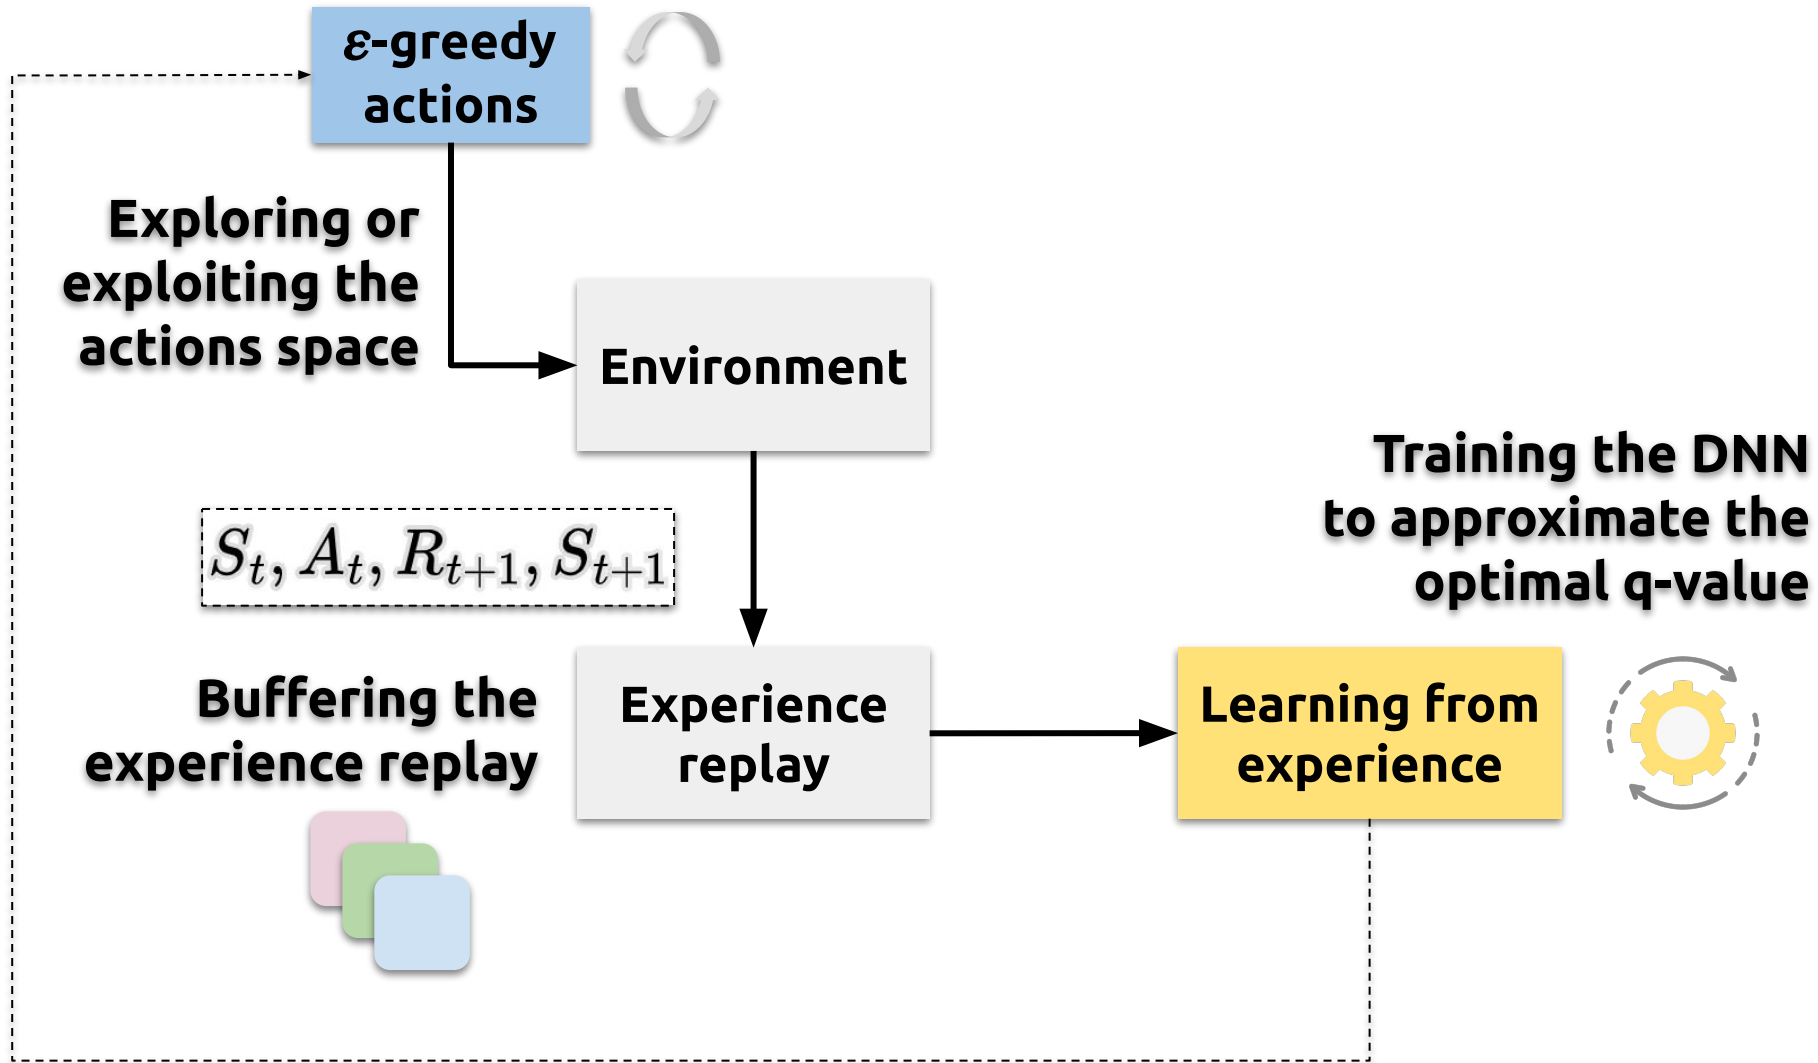 ε-greedy
actions
Exploring or
exploiting the
actions space
Environment
S_t, A_t, R_{t+1}, S_{t+1}
Training the DNN
to approximate the
optimal q-value
Buffering the
experience replay
Experience
replay
Learning from
experience